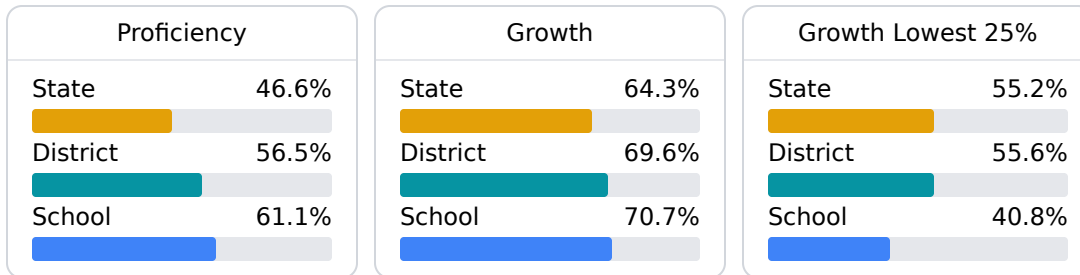 Proficiency
State 46.6%
District 56.5%
School 61.1%
Growth
State 64.3%
District 69.6%
School 70.7%
Growth Lowest 25%
State 55.2%
District 55.6%
School 40.8%